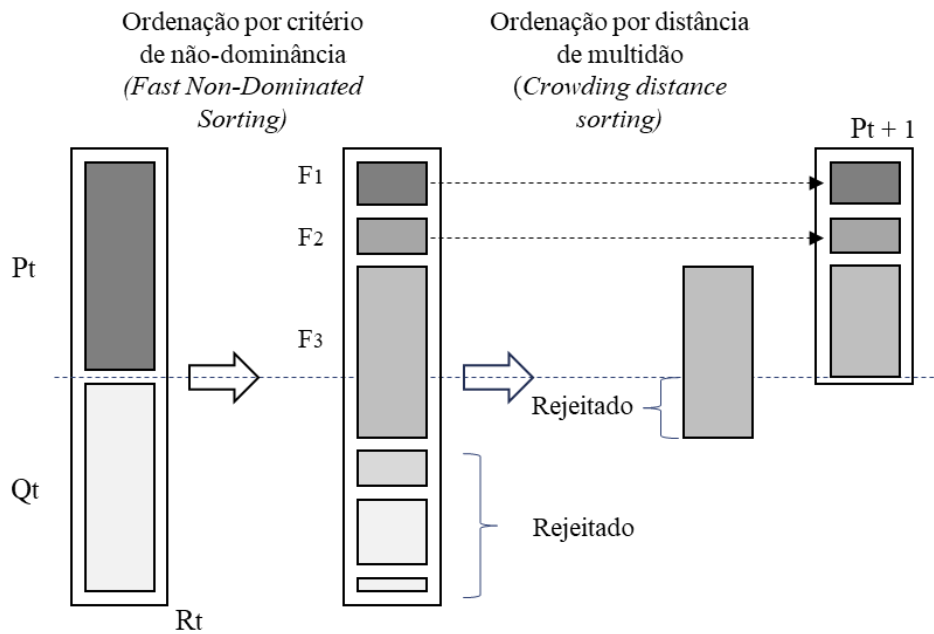 Ordenação por critério
de não-dominância
(Fast Non-Dominated
Sorting)
Ordenação por distância
de multidão
(Crowding distance
sorting)
Pt + 1
F1
F2
Pt
F3
Rejeitado
Qt
Rejeitado
Rt